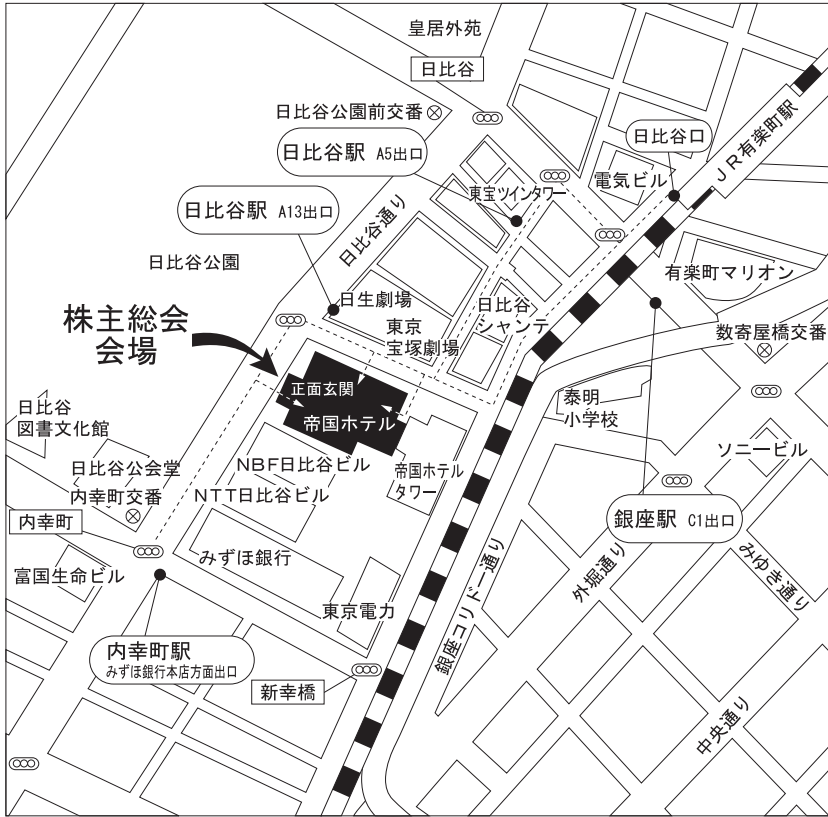 皇居外苑
日比谷
日比谷公園前交番
日比谷駅 A5出口
日比谷口
JR有楽町駅
電気ビル
東宝ツインタワー
日比谷駅 A13出口
日比谷通り
日比谷公園
有楽町マリオン
日生劇場
日比谷
シャンテ
東京
宝塚劇場
株主総会
会場
数寄屋橋交番
正面玄関
帝国ホテル
泰明
小学校
日比谷
図書文化館
ソニービル
日比谷公会堂
NBF日比谷ビル
帝国ホテル
タワー
内幸町交番
NTT日比谷ビル
内幸町
銀座駅 C1出口
みずほ銀行
富国生命ビル
銀座コリドー通り
外堀通り
みゆき通り
東京電力
内幸町駅
みずほ銀行本店方面出口
新幸橋
中央通り